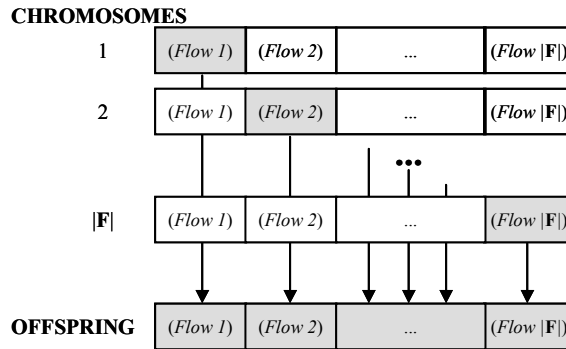 CHROMOSOMES
1 (Flow 1) (Flow 2) ... (Flow |F|)
2 (Flow 1) (Flow 2) ... (Flow |F|)
...
|F| (Flow 1) (Flow 2) ... (Flow |F|)
OFFSPRING (Flow 1) (Flow 2) ... (Flow |F|)